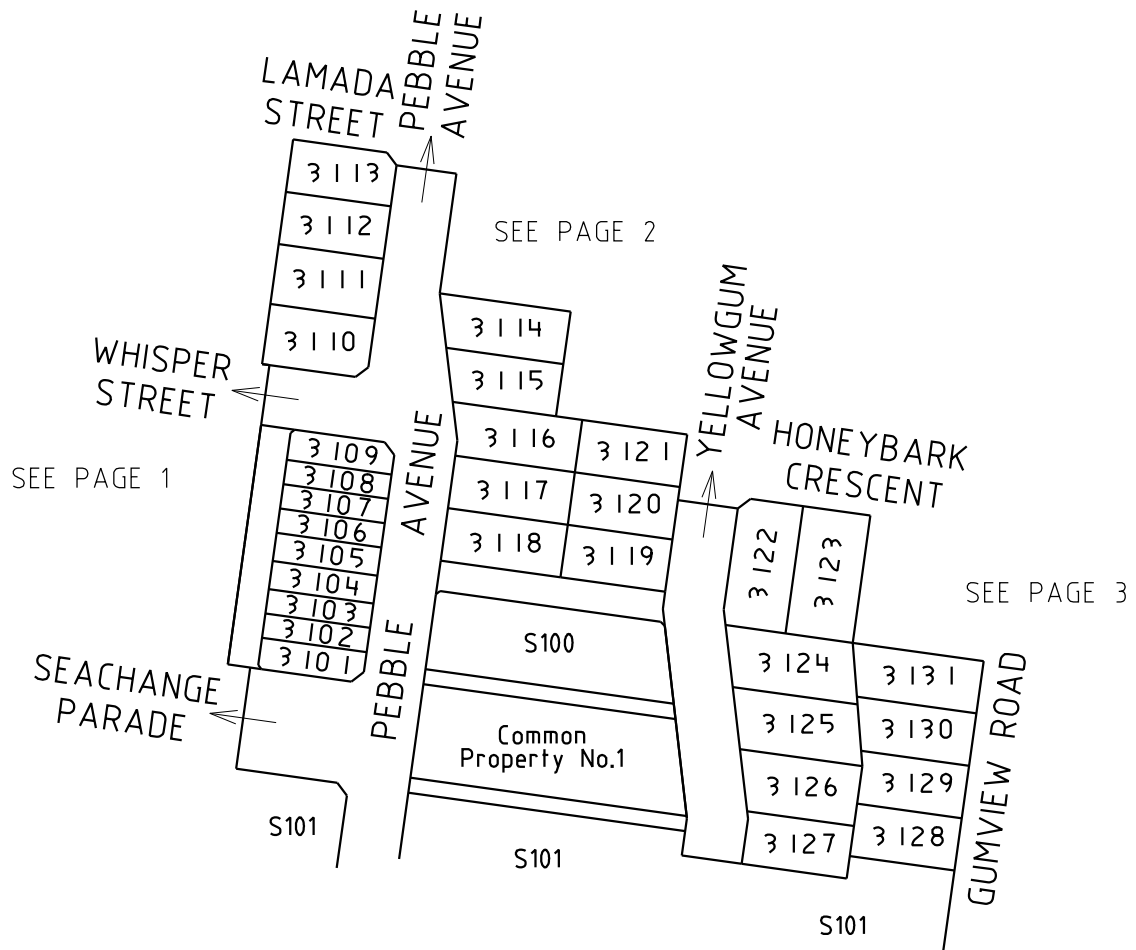 PEBBLE
AVENUE
LAMADA
STREET
3113
3112
3111
3110
SEE PAGE 2
3114
3115
YELLOWGUM
AVENUE
WHISPER
STREET
3116
3121
3117
3120
3118
3119
HONEYBARK
CRESCENT
SEE PAGE 1
3109
3108
3107
3106
3105
3104
3103
3102
3101
PEBBLE AVENUE
3122
3123
SEE PAGE 3
S100
SEACHANGE
PARADE
Common
Property No.1
3124
3131
3125
3130
3126
3129
3127
3128
GUMVIEW ROAD
S101
S101
S101